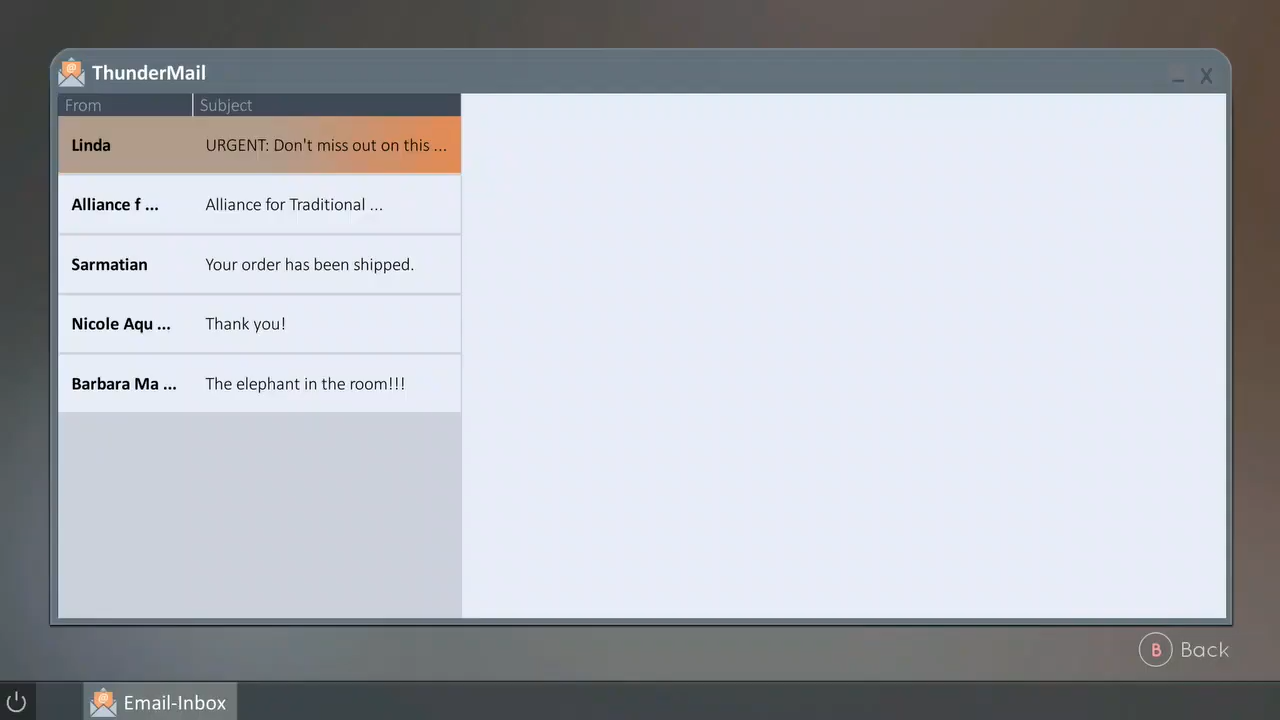 ThunderMail
_ X
From Subject
Linda URGENT: Don't miss out on this ...
Alliance f ... Alliance for Traditional ...
Sarmatian Your order has been shipped.
Nicole Aqu ... Thank you!
Barbara Ma ... The elephant in the room!!!
B Back
Email-Inbox